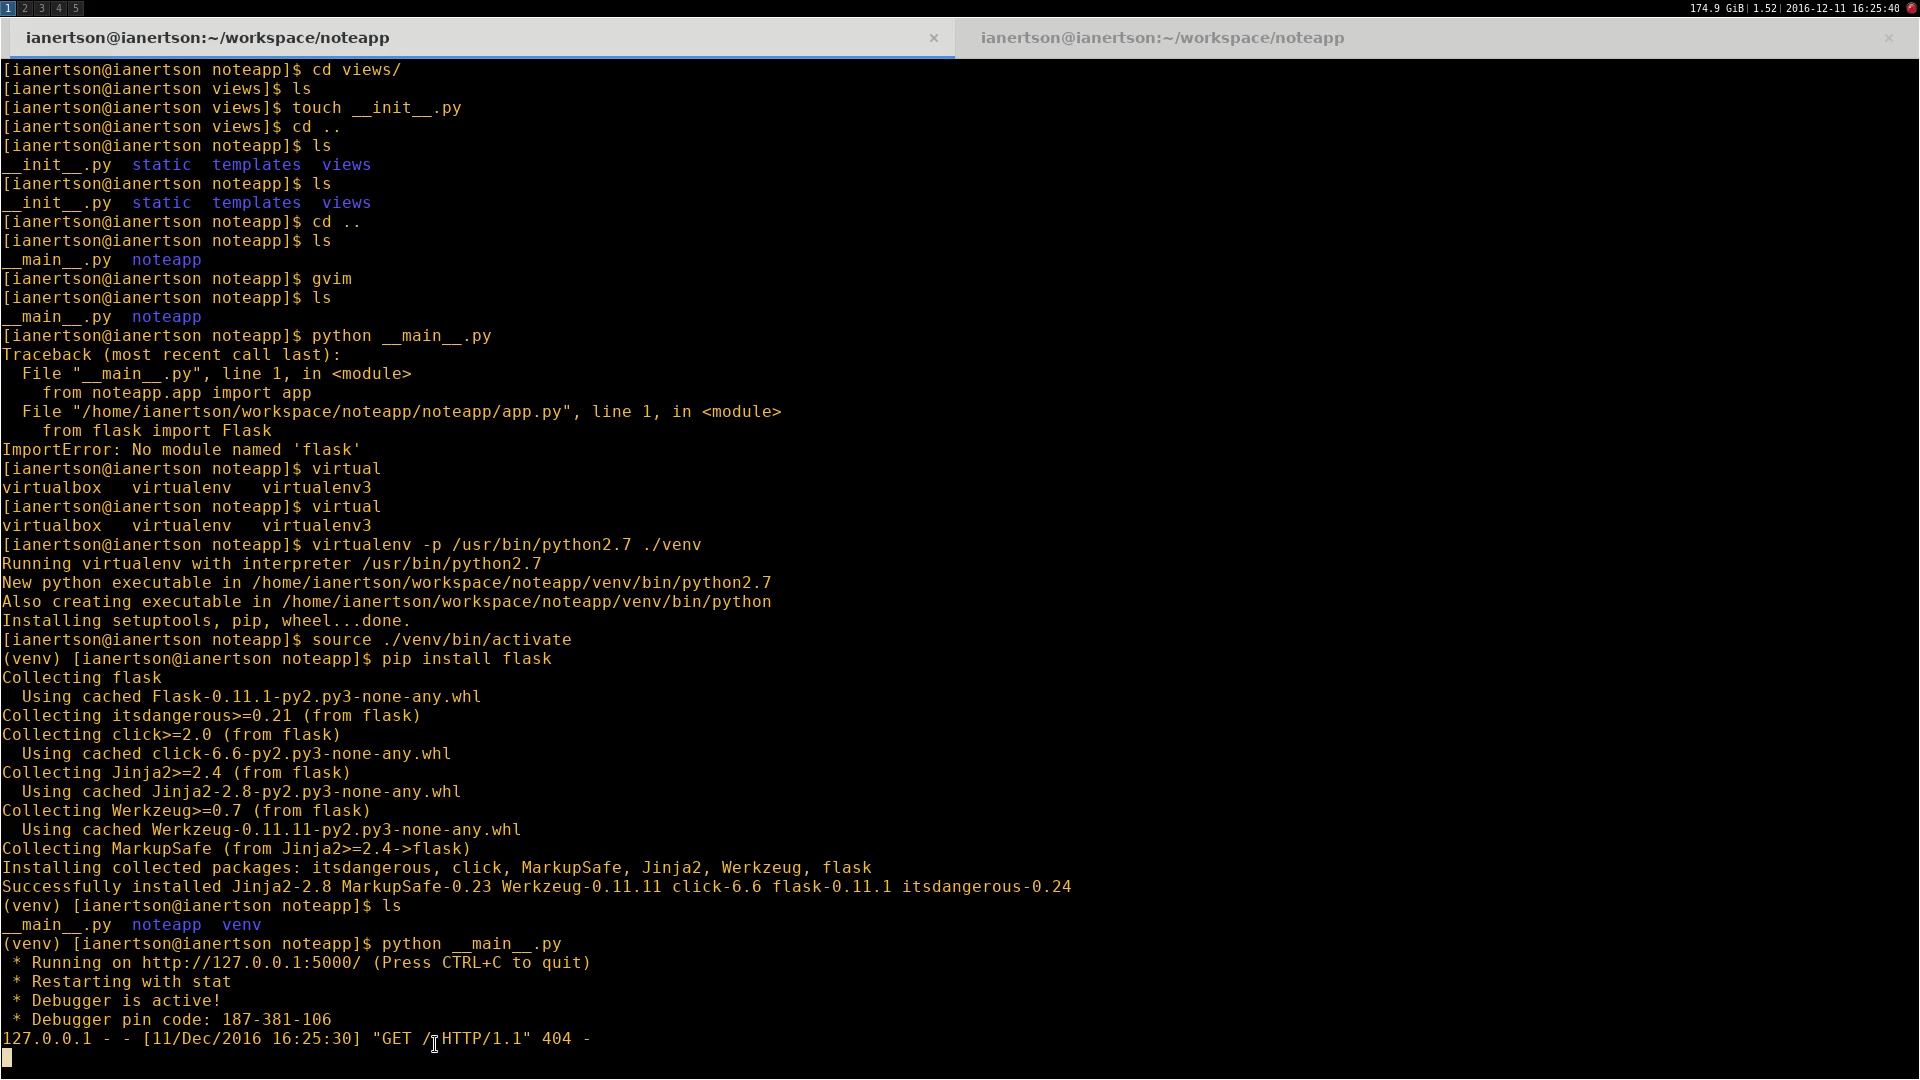 1 2 3 4 5 174.9 GiB| 1.52| 2016-12-11 16:25:40
ianertson@ianertson:~/workspace/noteapp × ianertson@ianertson:~/workspace/noteapp ×
[ianertson@ianertson noteapp]$ cd views/
[ianertson@ianertson views]$ ls
[ianertson@ianertson views]$ touch __init__.py
[ianertson@ianertson views]$ cd ..
[ianertson@ianertson noteapp]$ ls
__init__.py  static  templates  views
[ianertson@ianertson noteapp]$ ls
__init__.py  static  templates  views
[ianertson@ianertson noteapp]$ cd ..
[ianertson@ianertson noteapp]$ ls
__main__.py  noteapp
[ianertson@ianertson noteapp]$ gvim
[ianertson@ianertson noteapp]$ ls
__main__.py  noteapp
[ianertson@ianertson noteapp]$ python __main__.py
Traceback (most recent call last):
  File "__main__.py", line 1, in <module>
    from noteapp.app import app
  File "/home/ianertson/workspace/noteapp/noteapp/app.py", line 1, in <module>
    from flask import Flask
ImportError: No module named 'flask'
[ianertson@ianertson noteapp]$ virtual
virtualbox   virtualenv   virtualenv3
[ianertson@ianertson noteapp]$ virtual
virtualbox   virtualenv   virtualenv3
[ianertson@ianertson noteapp]$ virtualenv -p /usr/bin/python2.7 ./venv
Running virtualenv with interpreter /usr/bin/python2.7
New python executable in /home/ianertson/workspace/noteapp/venv/bin/python2.7
Also creating executable in /home/ianertson/workspace/noteapp/venv/bin/python
Installing setuptools, pip, wheel...done.
[ianertson@ianertson noteapp]$ source ./venv/bin/activate
(venv) [ianertson@ianertson noteapp]$ pip install flask
Collecting flask
  Using cached Flask-0.11.1-py2.py3-none-any.whl
Collecting itsdangerous>=0.21 (from flask)
Collecting click>=2.0 (from flask)
  Using cached click-6.6-py2.py3-none-any.whl
Collecting Jinja2>=2.4 (from flask)
  Using cached Jinja2-2.8-py2.py3-none-any.whl
Collecting Werkzeug>=0.7 (from flask)
  Using cached Werkzeug-0.11.11-py2.py3-none-any.whl
Collecting MarkupSafe (from Jinja2>=2.4->flask)
Installing collected packages: itsdangerous, click, MarkupSafe, Jinja2, Werkzeug, flask
Successfully installed Jinja2-2.8 MarkupSafe-0.23 Werkzeug-0.11.11 click-6.6 flask-0.11.1 itsdangerous-0.24
(venv) [ianertson@ianertson noteapp]$ ls
__main__.py  noteapp  venv
(venv) [ianertson@ianertson noteapp]$ python __main__.py
 * Running on http://127.0.0.1:5000/ (Press CTRL+C to quit)
 * Restarting with stat
 * Debugger is active!
 * Debugger pin code: 187-381-106
127.0.0.1 - - [11/Dec/2016 16:25:30] "GET / HTTP/1.1" 404 -